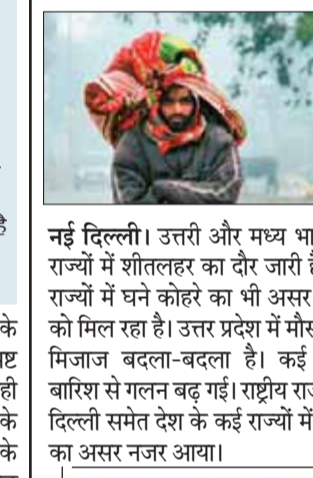 है
के
ष्ट
ही
के
के
नई दिल्ली। उत्तरी और मध्य भा
राज्यों में शीतलहर का दौर जारी है
राज्यों में घने कोहरे का भी असर
को मिल रहा है। उत्तर प्रदेश में मौस
मिजाज बदला-बदला है। कई
बारिश से गलन बढ़ गई। राष्ट्रीय राज
दिल्ली समेत देश के कई राज्यों में
का असर नजर आया।